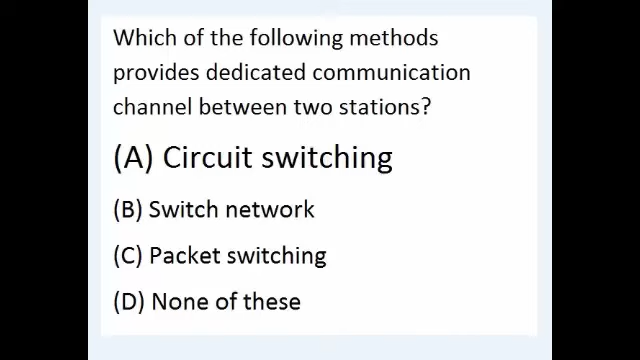 Which of the following methods
provides dedicated communication
channel between two stations?
(A) Circuit switching
(B) Switch network
(C) Packet switching
(D) None of these